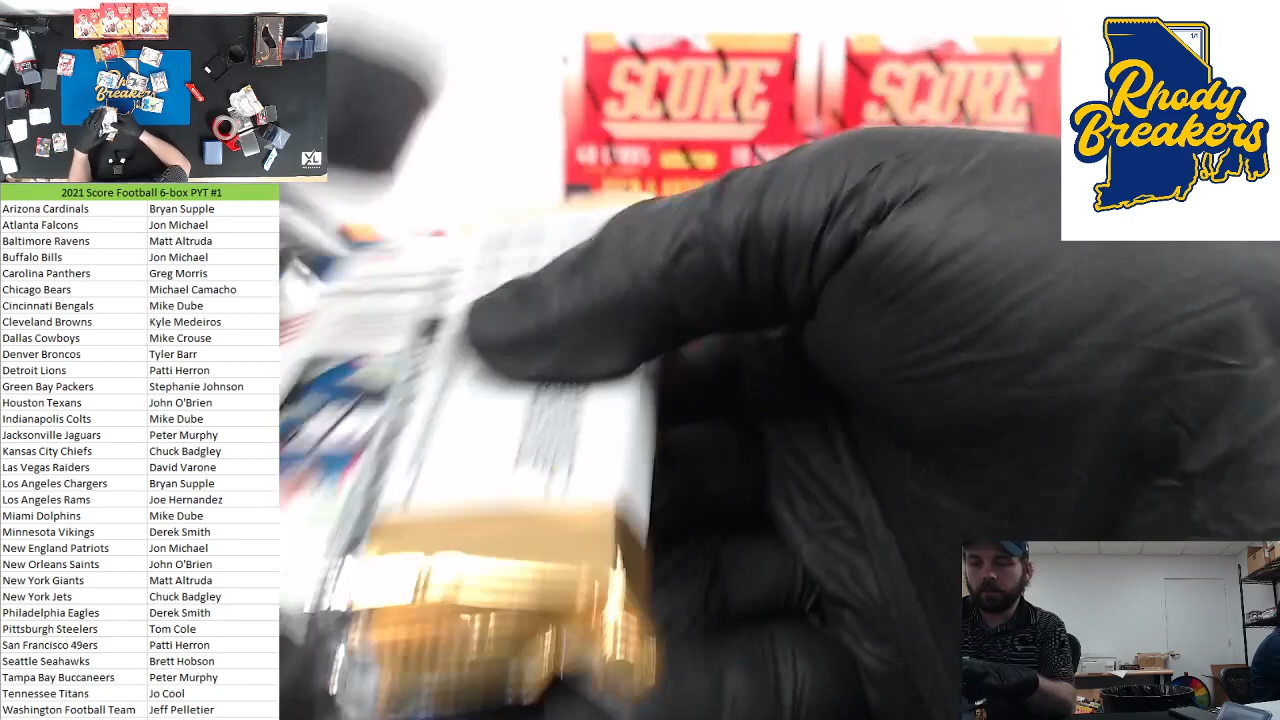 SCORE
SCORE
Rhody
Breakers
1/1
Rhody
Breakers
XL
2021 Score Football 6-box PYT #1
Arizona Cardinals Bryan Supple
Atlanta Falcons Jon Michael
Baltimore Ravens Matt Altruda
Buffalo Bills Jon Michael
Carolina Panthers Greg Morris
Chicago Bears Michael Camacho
Cincinnati Bengals Mike Dube
Cleveland Browns Kyle Medeiros
Dallas Cowboys Mike Crouse
Denver Broncos Tyler Barr
Detroit Lions Patti Herron
Green Bay Packers Stephanie Johnson
Houston Texans John O'Brien
Indianapolis Colts Mike Dube
Jacksonville Jaguars Peter Murphy
Kansas City Chiefs Chuck Badgley
Las Vegas Raiders David Varone
Los Angeles Chargers Bryan Supple
Los Angeles Rams Joe Hernandez
Miami Dolphins Mike Dube
Minnesota Vikings Derek Smith
New England Patriots Jon Michael
New Orleans Saints John O'Brien
New York Giants Matt Altruda
New York Jets Chuck Badgley
Philadelphia Eagles Derek Smith
Pittsburgh Steelers Tom Cole
San Francisco 49ers Patti Herron
Seattle Seahawks Brett Hobson
Tampa Bay Buccaneers Peter Murphy
Tennessee Titans Jo Cool
Washington Football Team Jeff Pelletier